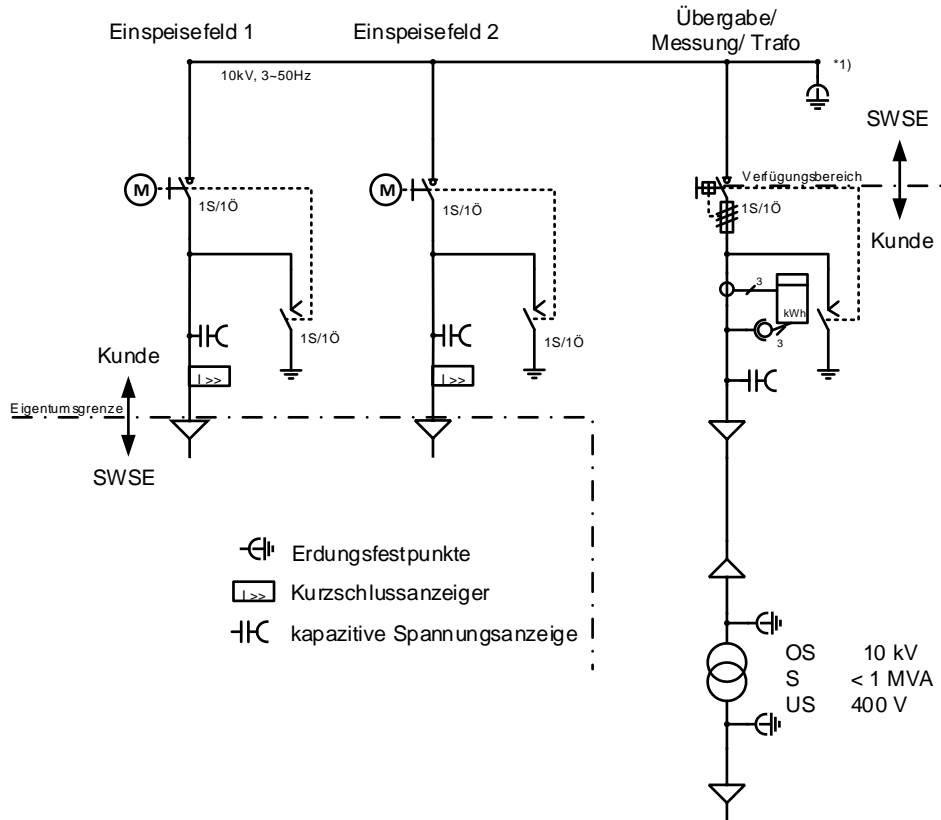 Einspeisefeld 1
Einspeisefeld 2
Übergabe/
Messung/ Trafo
10kV, 3~50Hz
*1)
SWSE
Verfügungsbereich
Kunde
M
1S/1Ö
M
1S/1Ö
1S/1Ö
3
kWh
3
1S/1Ö
1S/1Ö
Kunde
I >>
I >>
Eigentumsgrenze
SWSE
Erdungsfestpunkte
I >>
Kurzschlussanzeiger
kapazitive Spannungsanzeige
OS 10 kV
S < 1 MVA
US 400 V